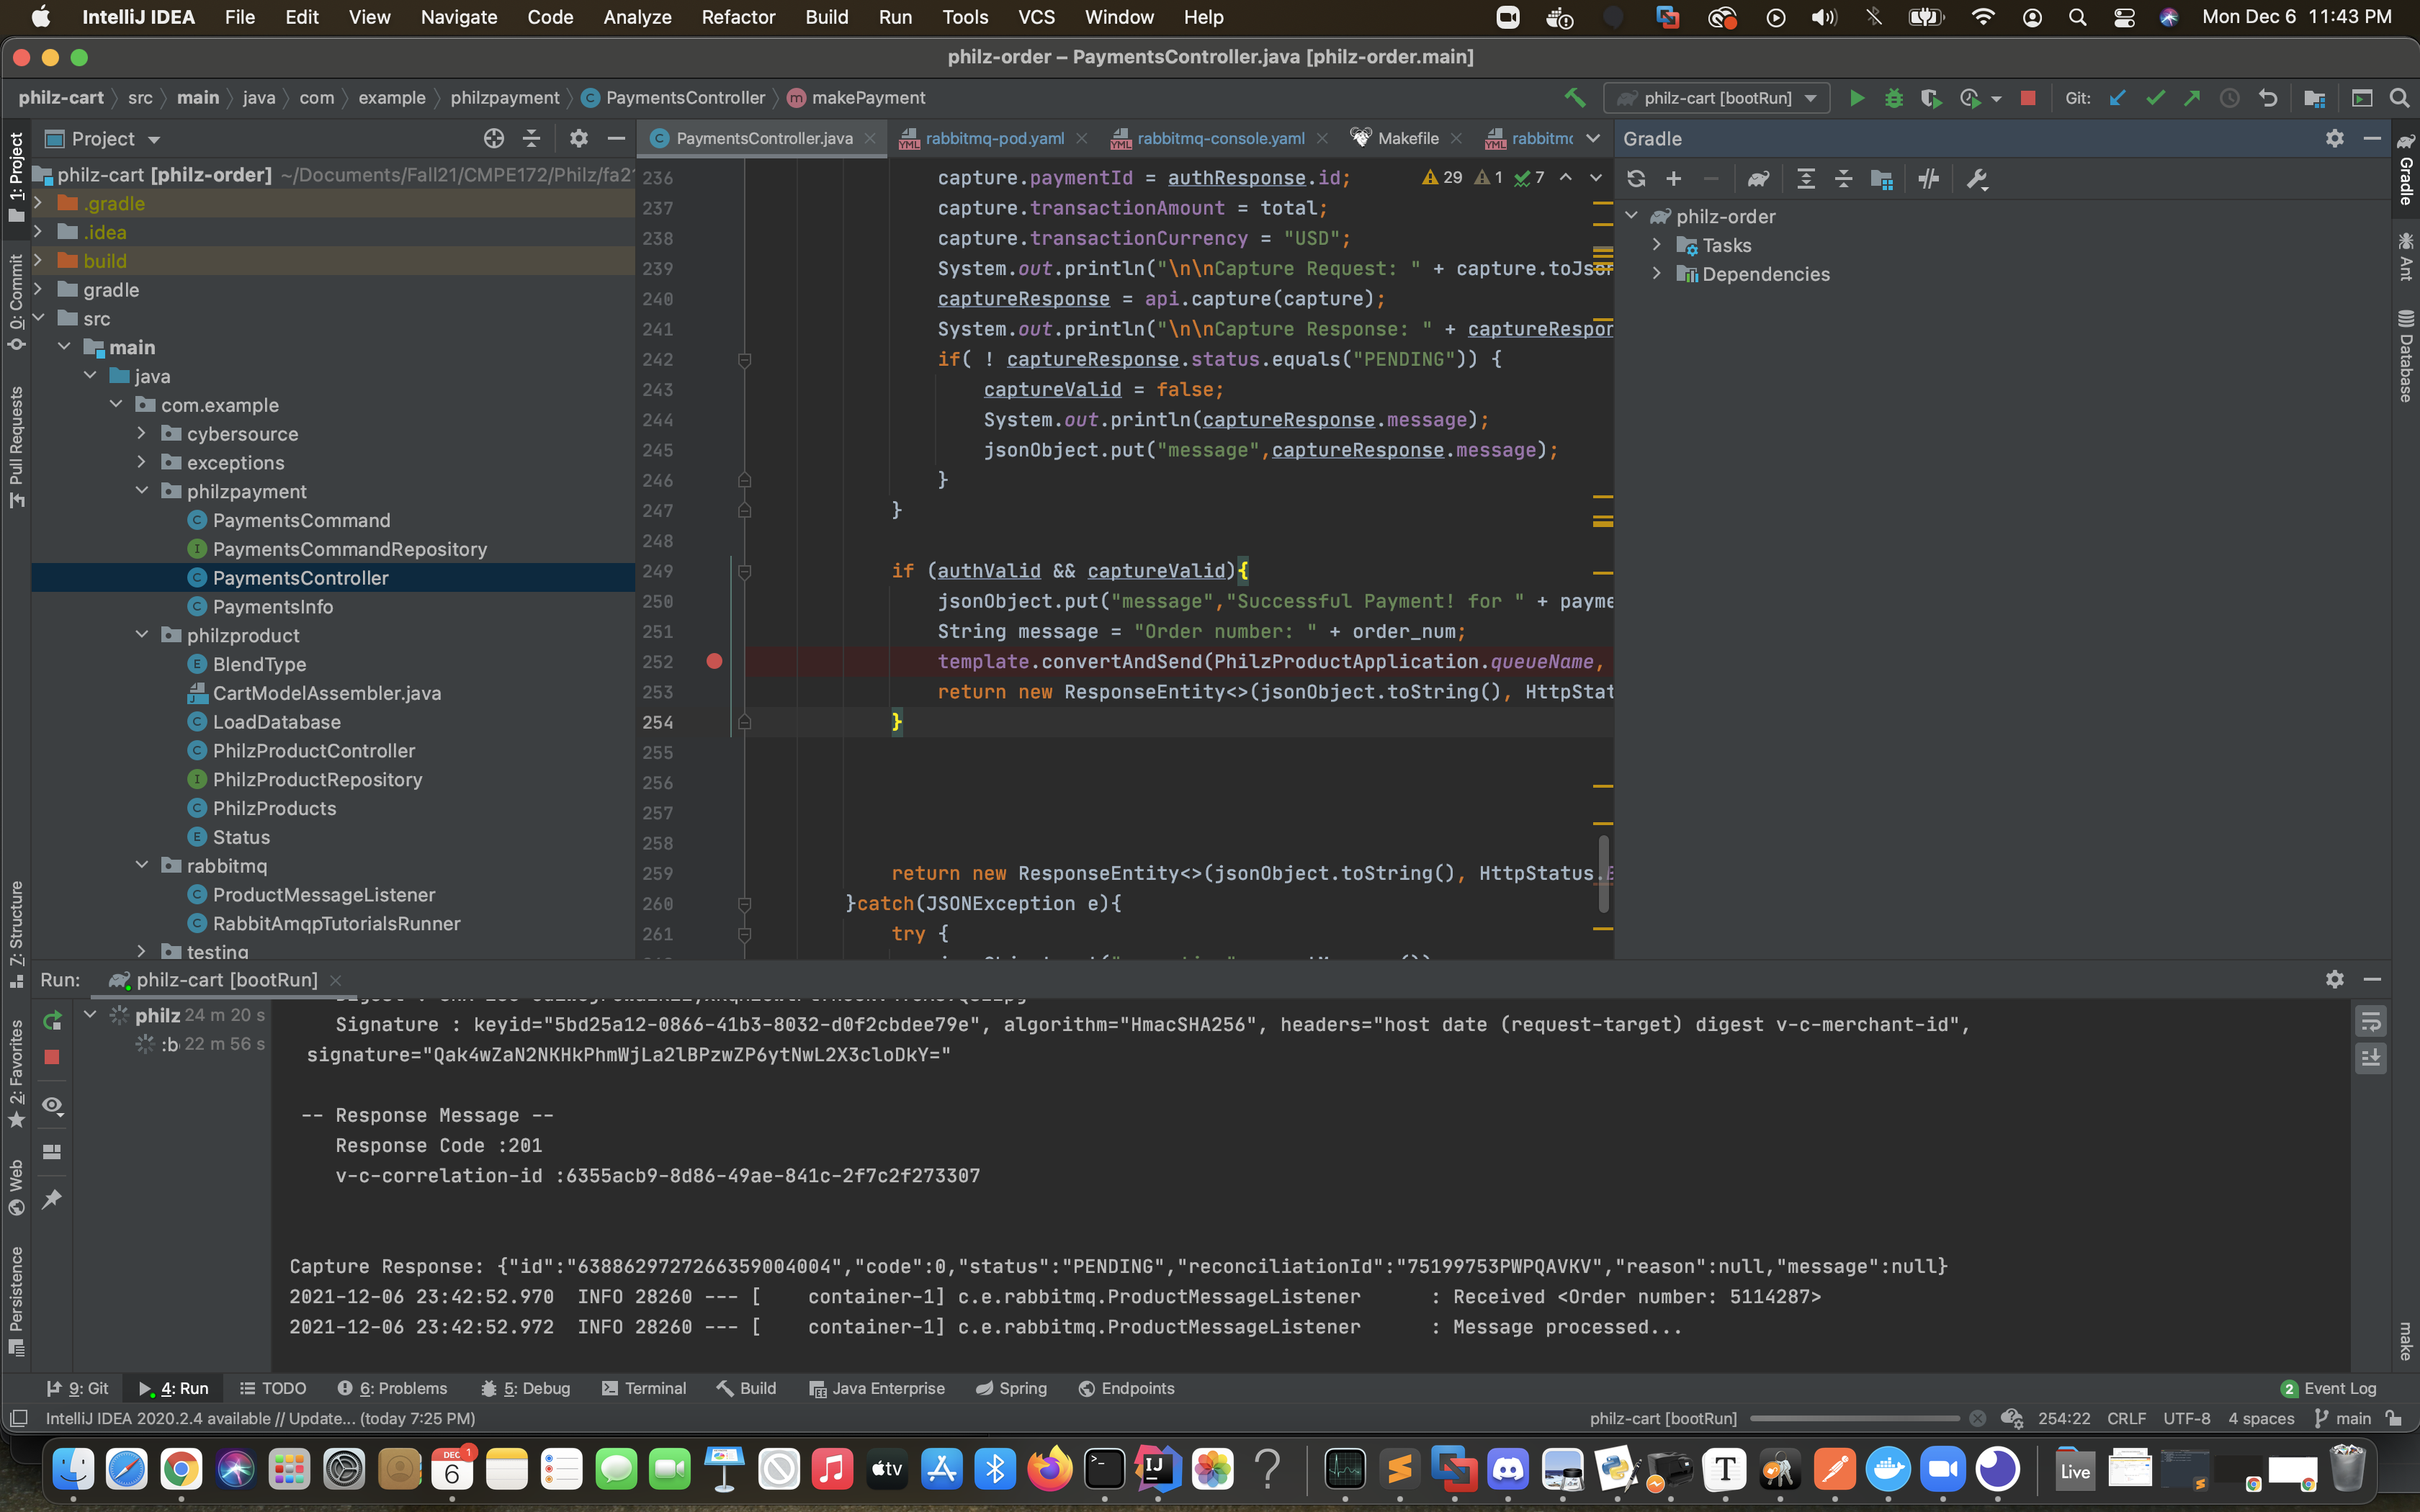 IntelliJ IDEA File Edit View Navigate Code Analyze Refactor Build Run Tools VCS Window Help Mon Dec 6 11:43 PM
philz-order – PaymentsController.java [philz-order.main]
philz-cart src main java com example philzpayment PaymentsController makePayment philz-cart [bootRun] Git:
1: Project
0: Commit
Pull Requests
7: Structure
2: Favorites
Web
Persistence
Project
philz-cart [philz-order] ~/Documents/Fall21/CMPE172/Philz/fa21
.gradle
.idea
build
gradle
src
main
java
com.example
cybersource
exceptions
philzpayment
PaymentsCommand
PaymentsCommandRepository
PaymentsController
PaymentsInfo
philzproduct
BlendType
CartModelAssembler.java
LoadDatabase
PhilzProductController
PhilzProductRepository
PhilzProducts
Status
rabbitmq
ProductMessageListener
RabbitAmqpTutorialsRunner
testing
PaymentsController.java rabbitmq-pod.yaml rabbitmq-console.yaml Makefile rabbitmq
29 1 7
236 capture.paymentId = authResponse.id;
237 capture.transactionAmount = total;
238 capture.transactionCurrency = "USD";
239 System.out.println("\n\nCapture Request: " + capture.toJson
240 captureResponse = api.capture(capture);
241 System.out.println("\n\nCapture Response: " + captureRespon
242 if( ! captureResponse.status.equals("PENDING")) {
243 captureValid = false;
244 System.out.println(captureResponse.message);
245 jsonObject.put("message",captureResponse.message);
246 }
247 }
248
249 if (authValid && captureValid){
250 jsonObject.put("message","Successful Payment! for " + payme
251 String message = "Order number: " + order_num;
252 template.convertAndSend(PhilzProductApplication.queueName,
253 return new ResponseEntity<>(jsonObject.toString(), HttpStat
254 }
255
256
257
258
259 return new ResponseEntity<>(jsonObject.toString(), HttpStatus.
260 }catch(JSONException e){
261 try {
Gradle
philz-order
Tasks
Dependencies
Gradle
Ant
Database
make
Run: philz-cart [bootRun]
philz 24 m 20 s
:b 22 m 56 s
Signature : keyid="5bd25a12-0866-41b3-8032-d0f2cbdee79e", algorithm="HmacSHA256", headers="host date (request-target) digest v-c-merchant-id",
signature="Qak4wZaN2NKHkPhmWjLa2lBPzwZP6ytNwL2X3cloDkY="
-- Response Message --
Response Code :201
v-c-correlation-id :6355acb9-8d86-49ae-841c-2f7c2f273307
Capture Response: {"id":"6388629727266359004004","code":0,"status":"PENDING","reconciliationId":"75199753PWPQAVKV","reason":null,"message":null}
2021-12-06 23:42:52.970 INFO 28260 --- [ container-1] c.e.rabbitmq.ProductMessageListener : Received <Order number: 5114287>
2021-12-06 23:42:52.972 INFO 28260 --- [ container-1] c.e.rabbitmq.ProductMessageListener : Message processed...
9: Git 4: Run TODO 6: Problems 5: Debug Terminal Build Java Enterprise Spring Endpoints 2 Event Log
IntelliJ IDEA 2020.2.4 available // Update... (today 7:25 PM) philz-cart [bootRun] 254:22 CRLF UTF-8 4 spaces main
DEC 6 1 tv IJ T Live